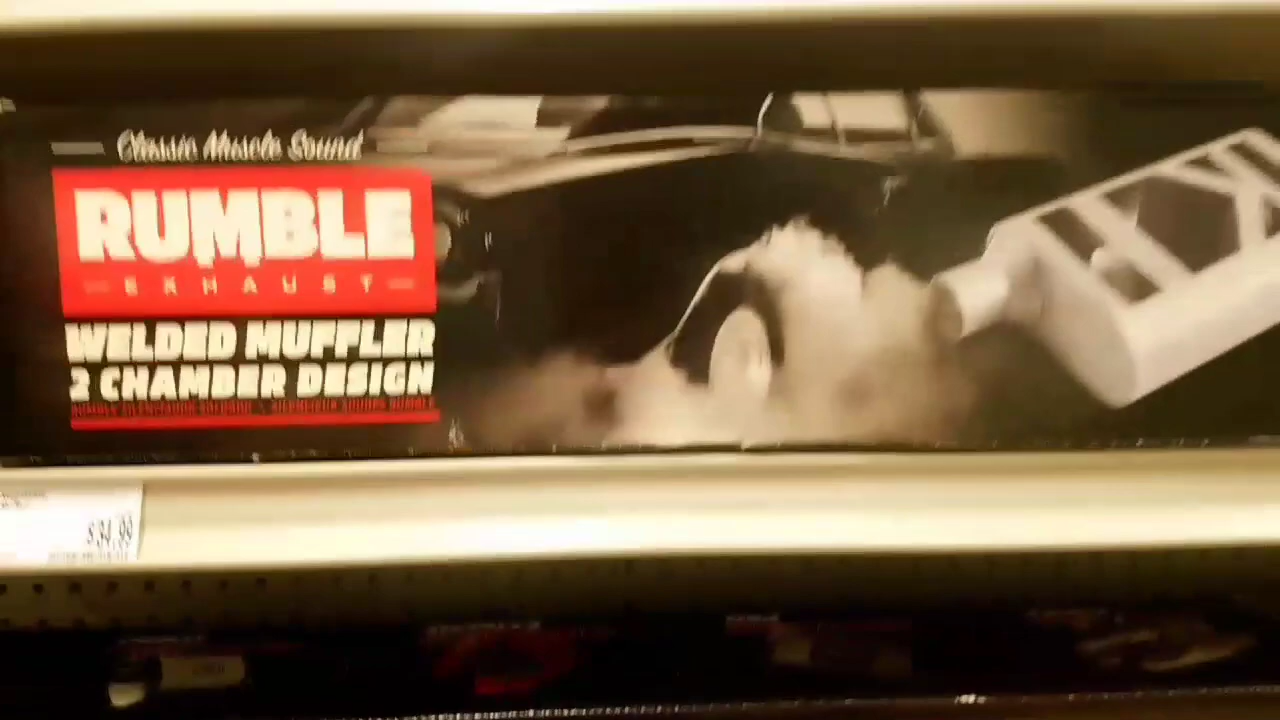 Classic Muscle Sound
RUMBLE
EXHAUST
WELDED MUFFLER
2 CHAMBER DESIGN
$34.99